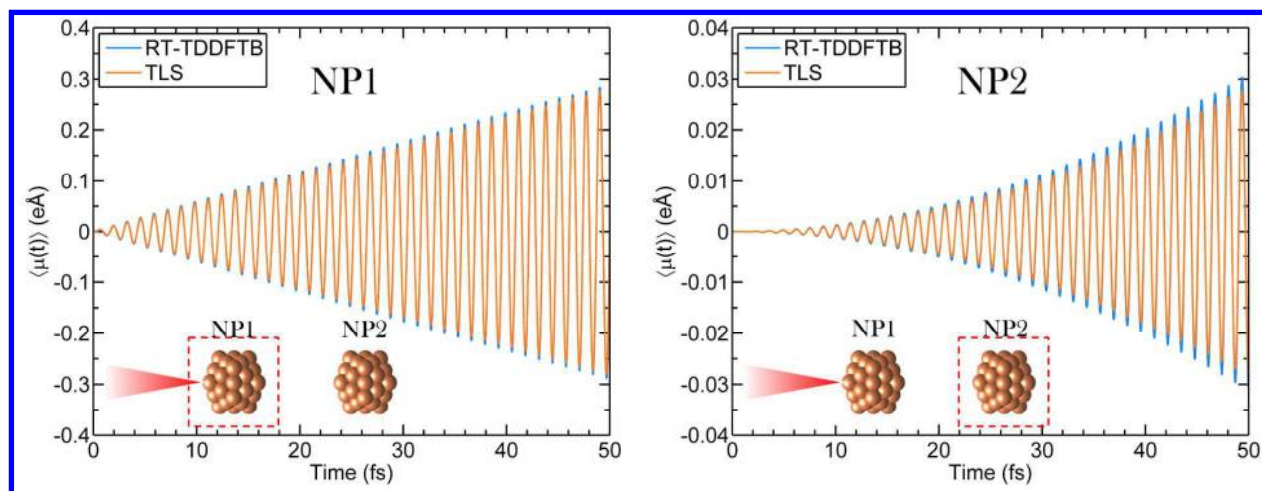 RT-TDDFTB
TLS
NP1
⟨μ(t)⟩ (eÅ)
0.4
0.3
0.2
0.1
0
-0.1
-0.2
-0.3
-0.4
NP1
NP2
0
10
20
30
40
50
Time (fs)
RT-TDDFTB
TLS
NP2
⟨μ(t)⟩ (eÅ)
0.04
0.03
0.02
0.01
0
-0.01
-0.02
-0.03
-0.04
NP1
NP2
0
10
20
30
40
50
Time (fs)